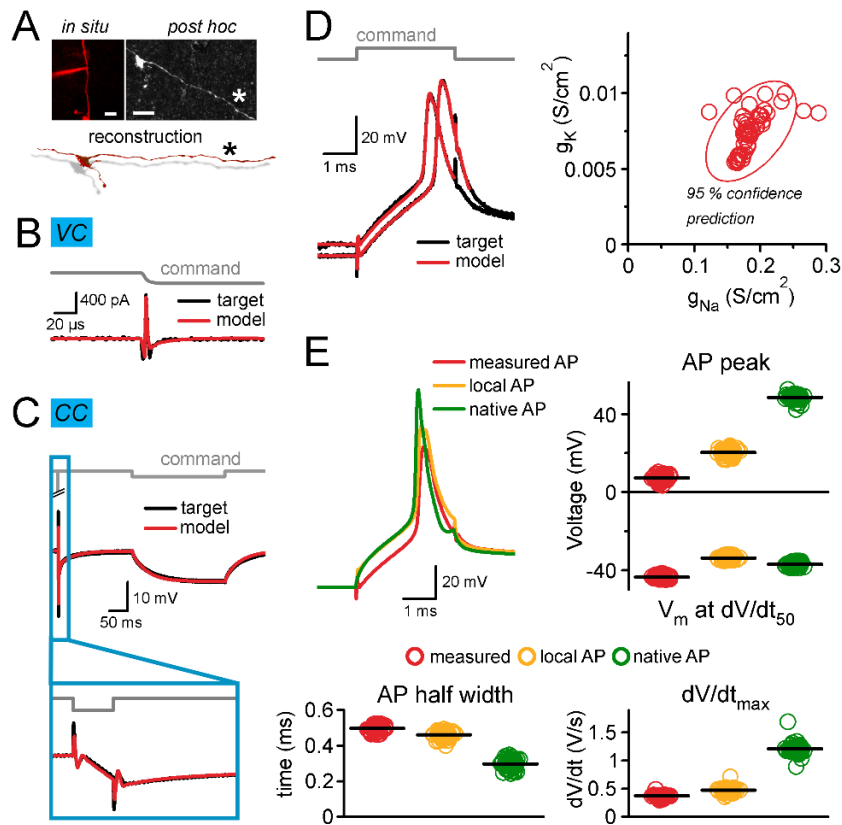 A
in situ
post hoc
*
reconstruction
*
B
VC
command
400 pA
20 µs
target
model
C
CC
command
target
model
10 mV
50 ms
D
command
20 mV
1 ms
target
model
g_K (S/cm²)
0.01
0.005
0
95 % confidence
prediction
0
0.1
0.2
0.3
g_Na (S/cm²)
E
measured AP
local AP
native AP
20 mV
1 ms
AP peak
Voltage (mV)
40
0
-40
V_m at dV/dt_50
measured
local AP
native AP
AP half width
time (ms)
0.6
0.4
0.2
0
dV/dt_max
dV/dt (V/s)
1.5
1
0.5
0